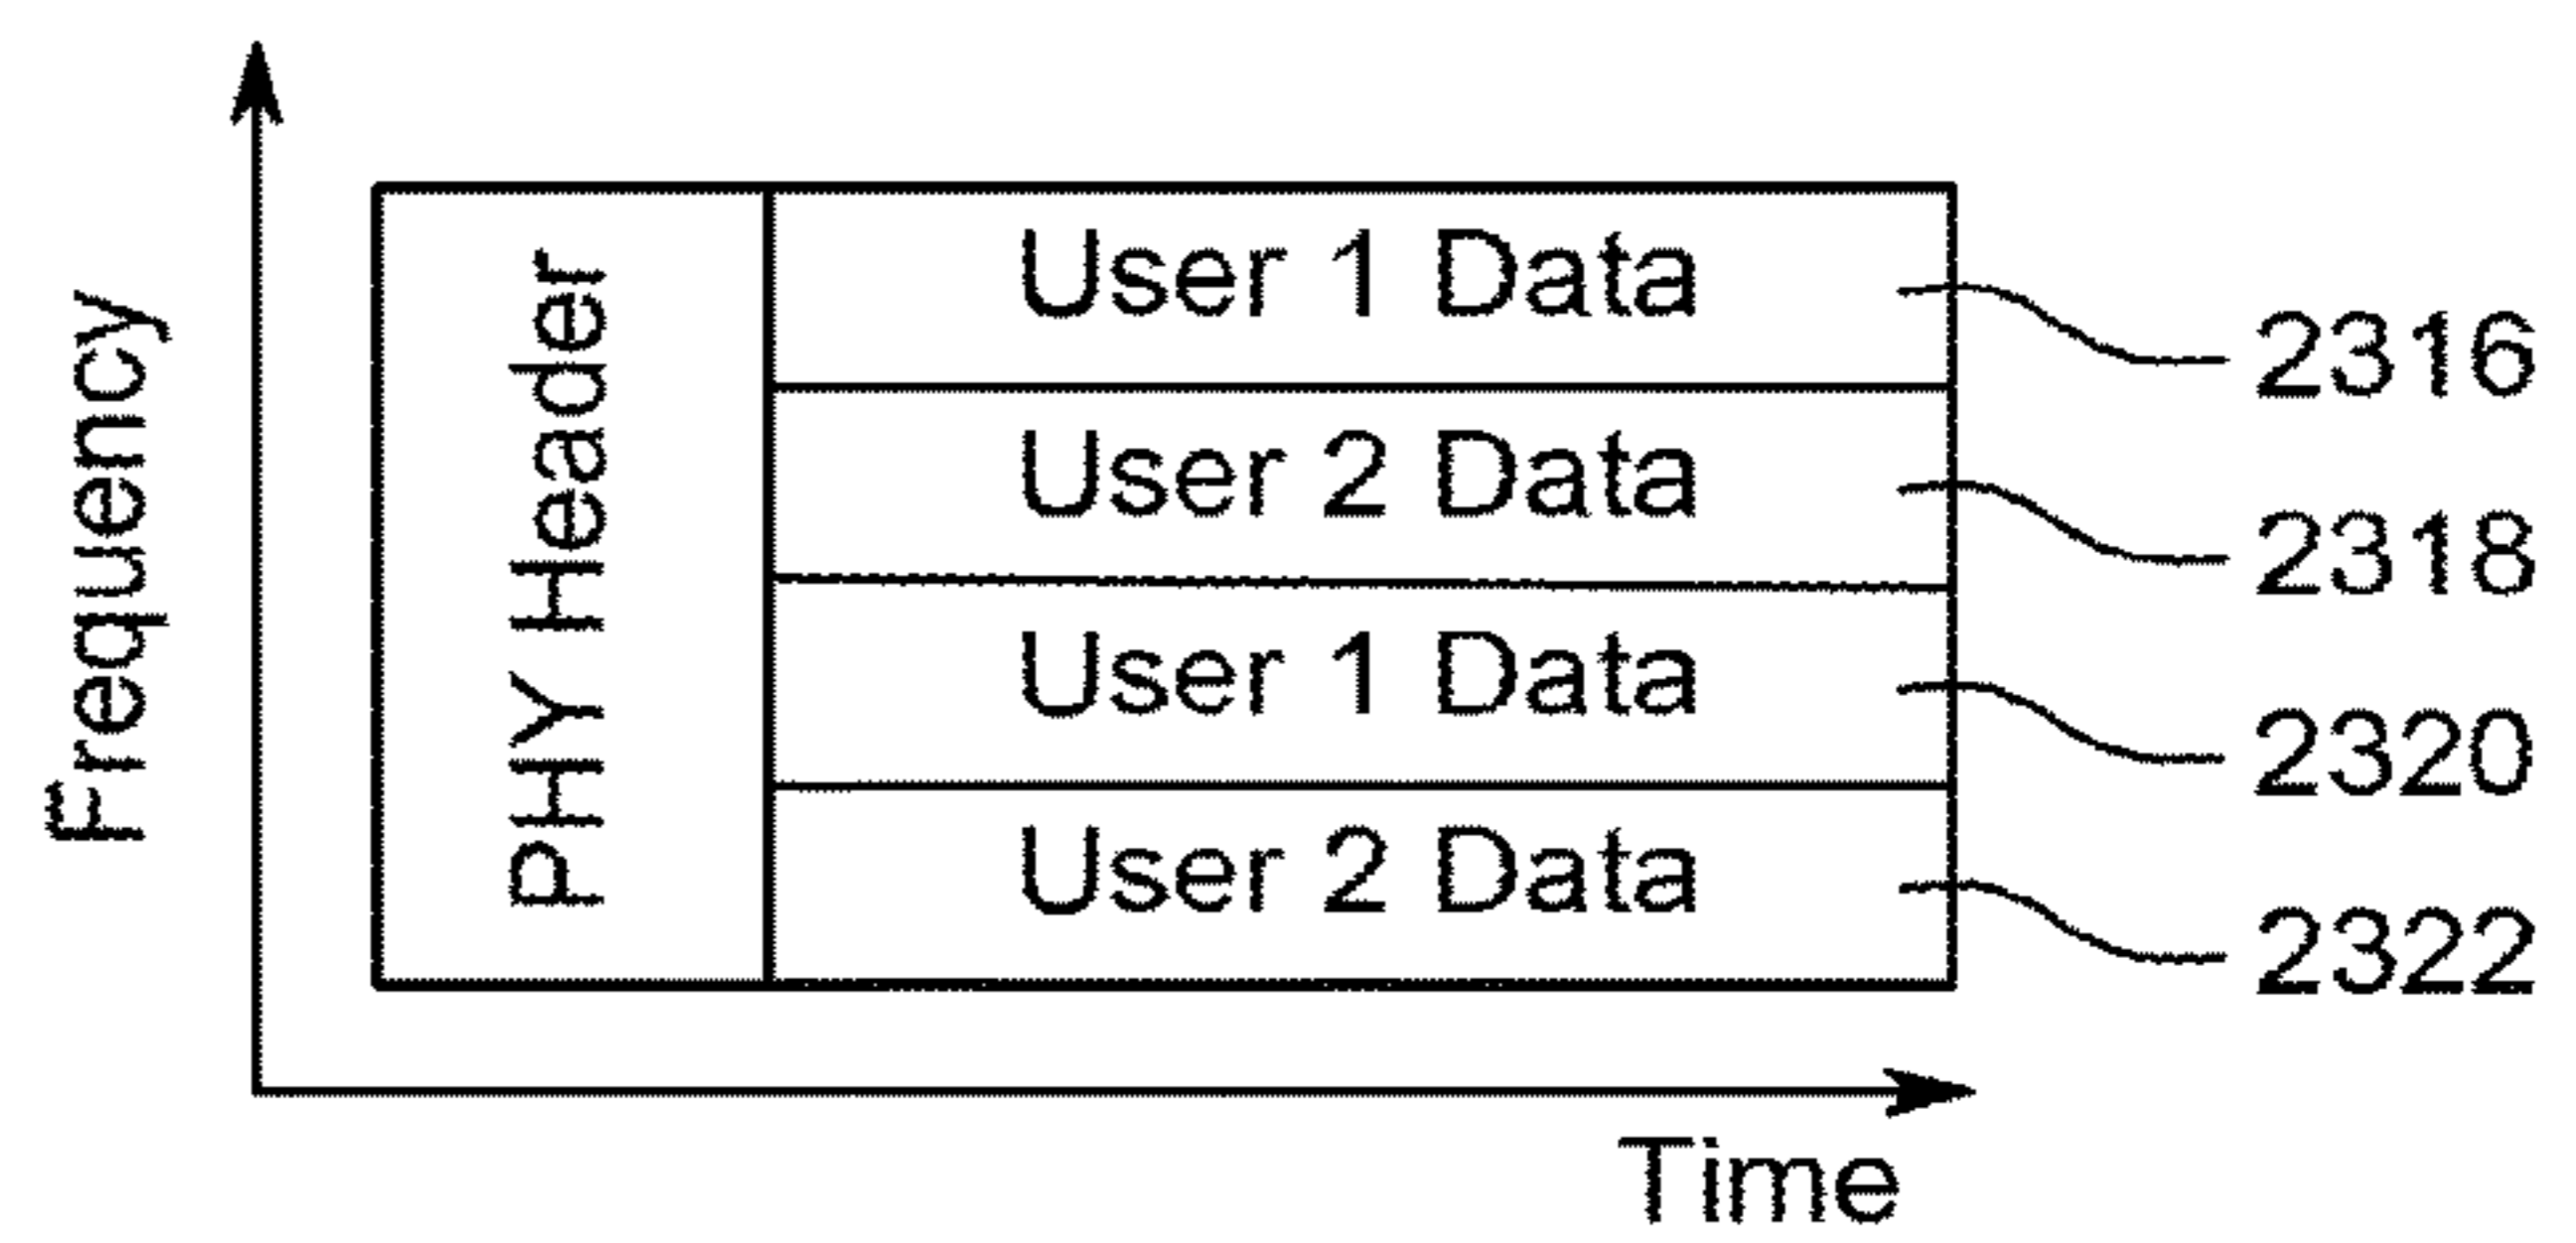 Frequency
PHY Header
User 1 Data
2316
User 2 Data
2318
User 1 Data
2320
User 2 Data
2322
Time